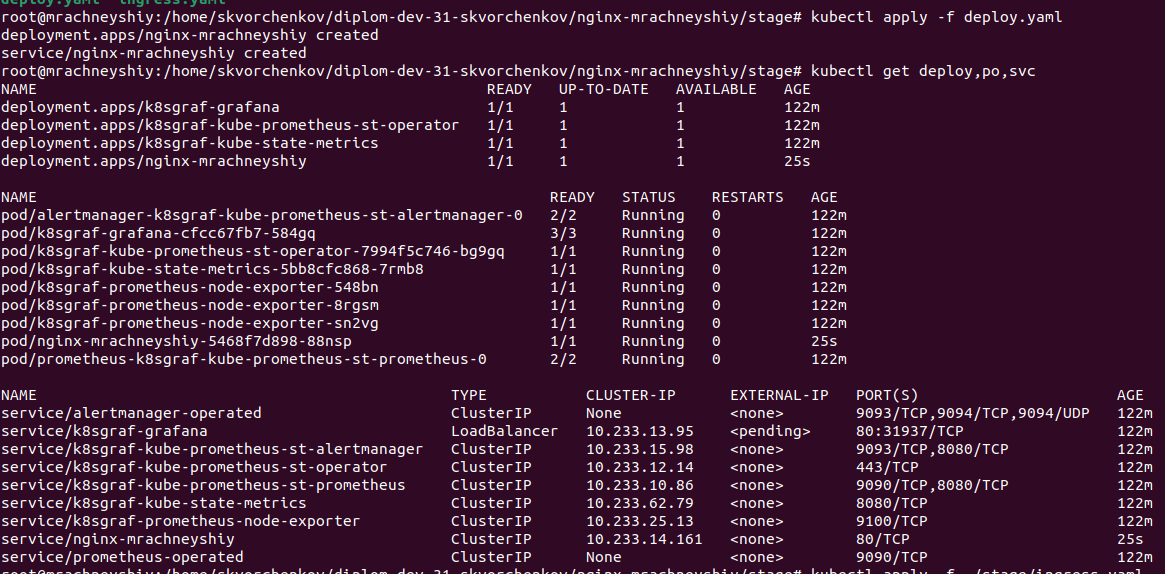 deploy.yaml ingress.yaml
root@mrachneyshiy:/home/skvorchenkov/diplom-dev-31-skvorchenkov/nginx-mrachneyshiy/stage# kubectl apply -f deploy.yaml
deployment.apps/nginx-mrachneyshiy created
service/nginx-mrachneyshiy created
root@mrachneyshiy:/home/skvorchenkov/diplom-dev-31-skvorchenkov/nginx-mrachneyshiy/stage# kubectl get deploy,po,svc
NAME READY UP-TO-DATE AVAILABLE AGE
deployment.apps/k8sgraf-grafana 1/1 1 1 122m
deployment.apps/k8sgraf-kube-prometheus-st-operator 1/1 1 1 122m
deployment.apps/k8sgraf-kube-state-metrics 1/1 1 1 122m
deployment.apps/nginx-mrachneyshiy 1/1 1 1 25s
NAME READY STATUS RESTARTS AGE
pod/alertmanager-k8sgraf-kube-prometheus-st-alertmanager-0 2/2 Running 0 122m
pod/k8sgraf-grafana-cfcc67fb7-584gq 3/3 Running 0 122m
pod/k8sgraf-kube-prometheus-st-operator-7994f5c746-bg9gq 1/1 Running 0 122m
pod/k8sgraf-kube-state-metrics-5bb8cfc868-7rmb8 1/1 Running 0 122m
pod/k8sgraf-prometheus-node-exporter-548bn 1/1 Running 0 122m
pod/k8sgraf-prometheus-node-exporter-8rgsm 1/1 Running 0 122m
pod/k8sgraf-prometheus-node-exporter-sn2vg 1/1 Running 0 122m
pod/nginx-mrachneyshiy-5468f7d898-88nsp 1/1 Running 0 25s
pod/prometheus-k8sgraf-kube-prometheus-st-prometheus-0 2/2 Running 0 122m
NAME TYPE CLUSTER-IP EXTERNAL-IP PORT(S) AGE
service/alertmanager-operated ClusterIP None <none> 9093/TCP,9094/TCP,9094/UDP 122m
service/k8sgraf-grafana LoadBalancer 10.233.13.95 <pending> 80:31937/TCP 122m
service/k8sgraf-kube-prometheus-st-alertmanager ClusterIP 10.233.15.98 <none> 9093/TCP,8080/TCP 122m
service/k8sgraf-kube-prometheus-st-operator ClusterIP 10.233.12.14 <none> 443/TCP 122m
service/k8sgraf-kube-prometheus-st-prometheus ClusterIP 10.233.10.86 <none> 9090/TCP,8080/TCP 122m
service/k8sgraf-kube-state-metrics ClusterIP 10.233.62.79 <none> 8080/TCP 122m
service/k8sgraf-prometheus-node-exporter ClusterIP 10.233.25.13 <none> 9100/TCP 122m
service/nginx-mrachneyshiy ClusterIP 10.233.14.161 <none> 80/TCP 25s
service/prometheus-operated ClusterIP None <none> 9090/TCP 122m
root@mrachneyshiy:/home/skvorchenkov/diplom-dev-31-skvorchenkov/nginx-mrachneyshiy/stage# kubectl apply -f